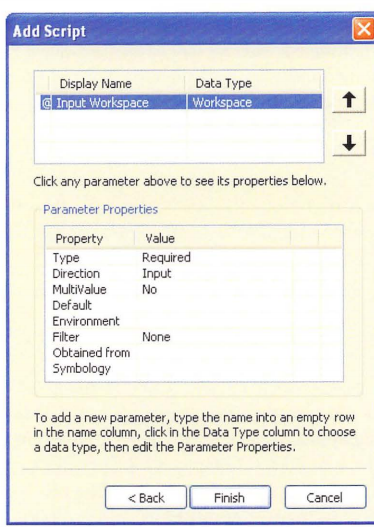 Add Script
Display Name Data Type
@ Input Workspace Workspace
Click any parameter above to see its properties below.
Parameter Properties
Property Value
Type Required
Direction Input
MultiValue No
Default
Environment
Filter None
Obtained from
Symbology
To add a new parameter, type the name into an empty row
in the name column, click in the Data Type column to choose
a data type, then edit the Parameter Properties.
< Back Finish Cancel